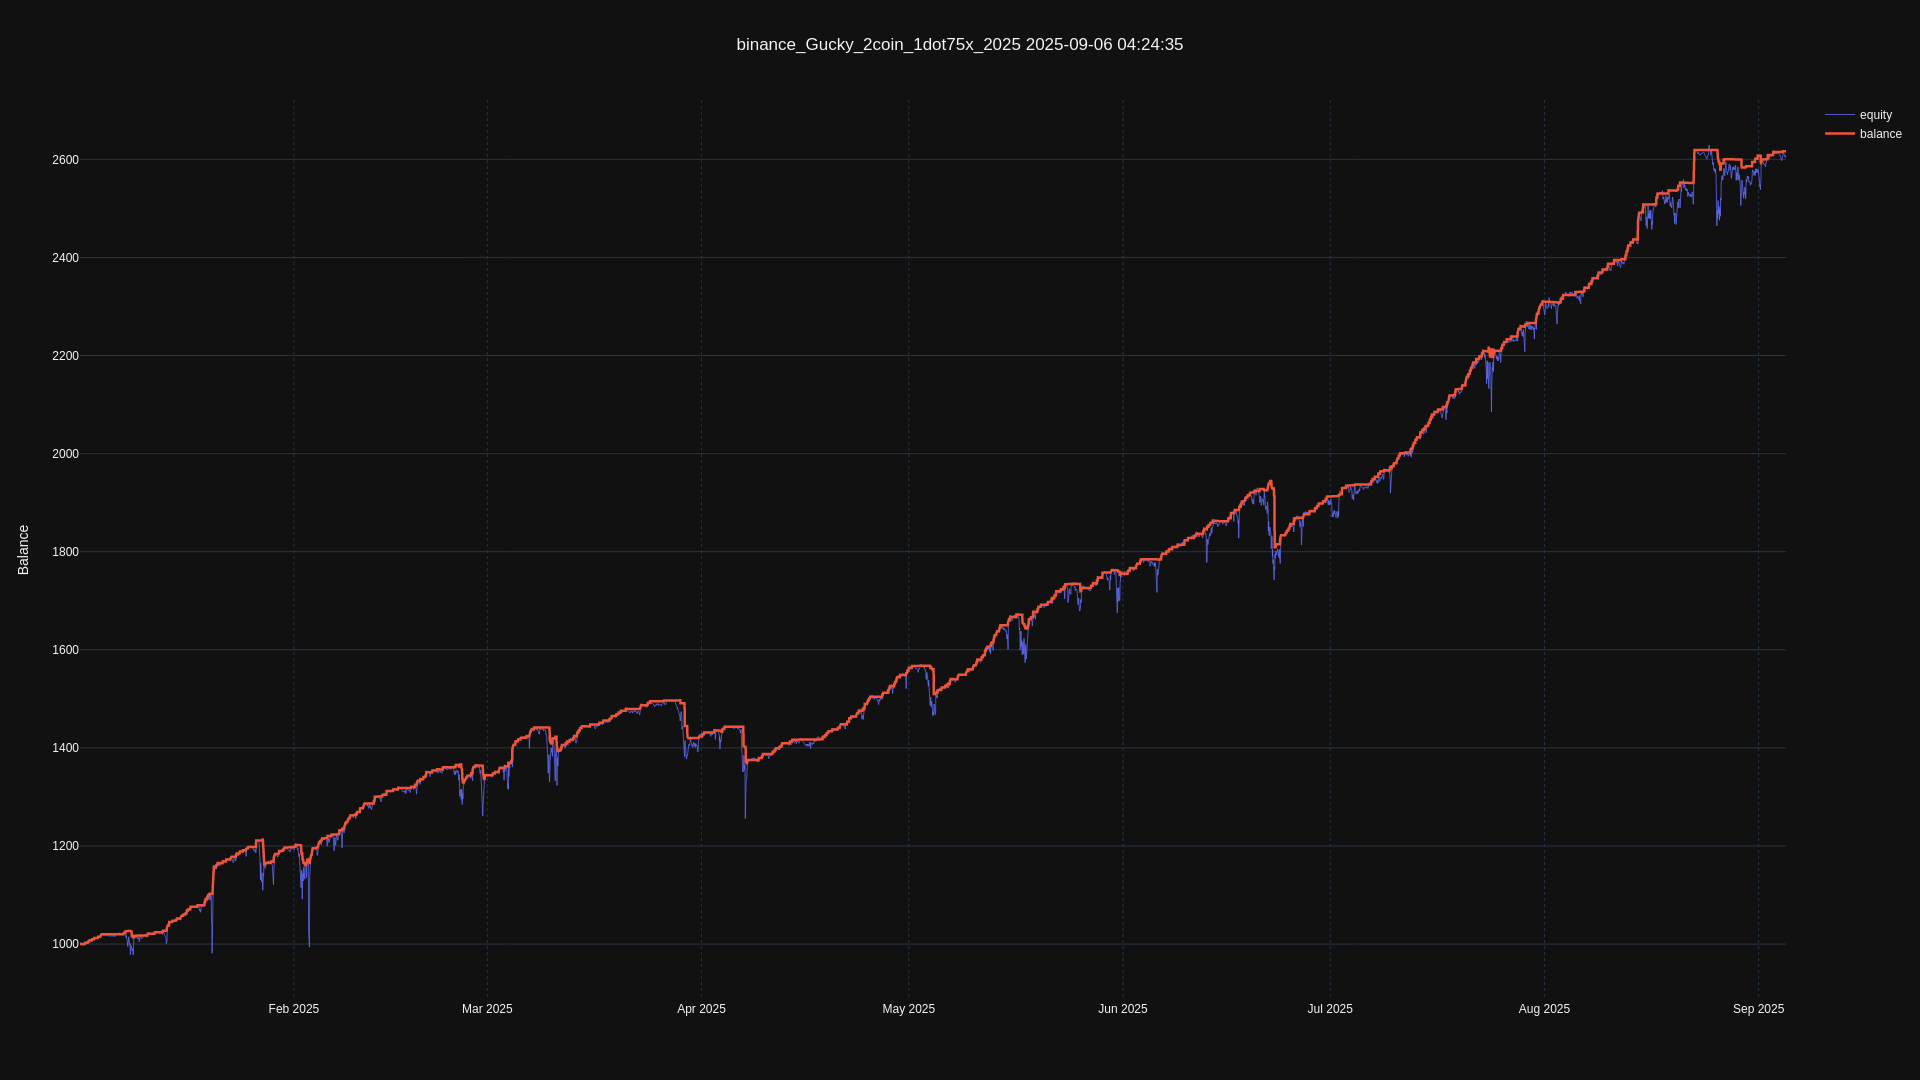 binance_Gucky_2coin_1dot75x_2025 2025-09-06 04:24:35
equity
balance
2600
2400
2200
2000
1800
1600
1400
1200
1000
Balance
Feb 2025
Mar 2025
Apr 2025
May 2025
Jun 2025
Jul 2025
Aug 2025
Sep 2025